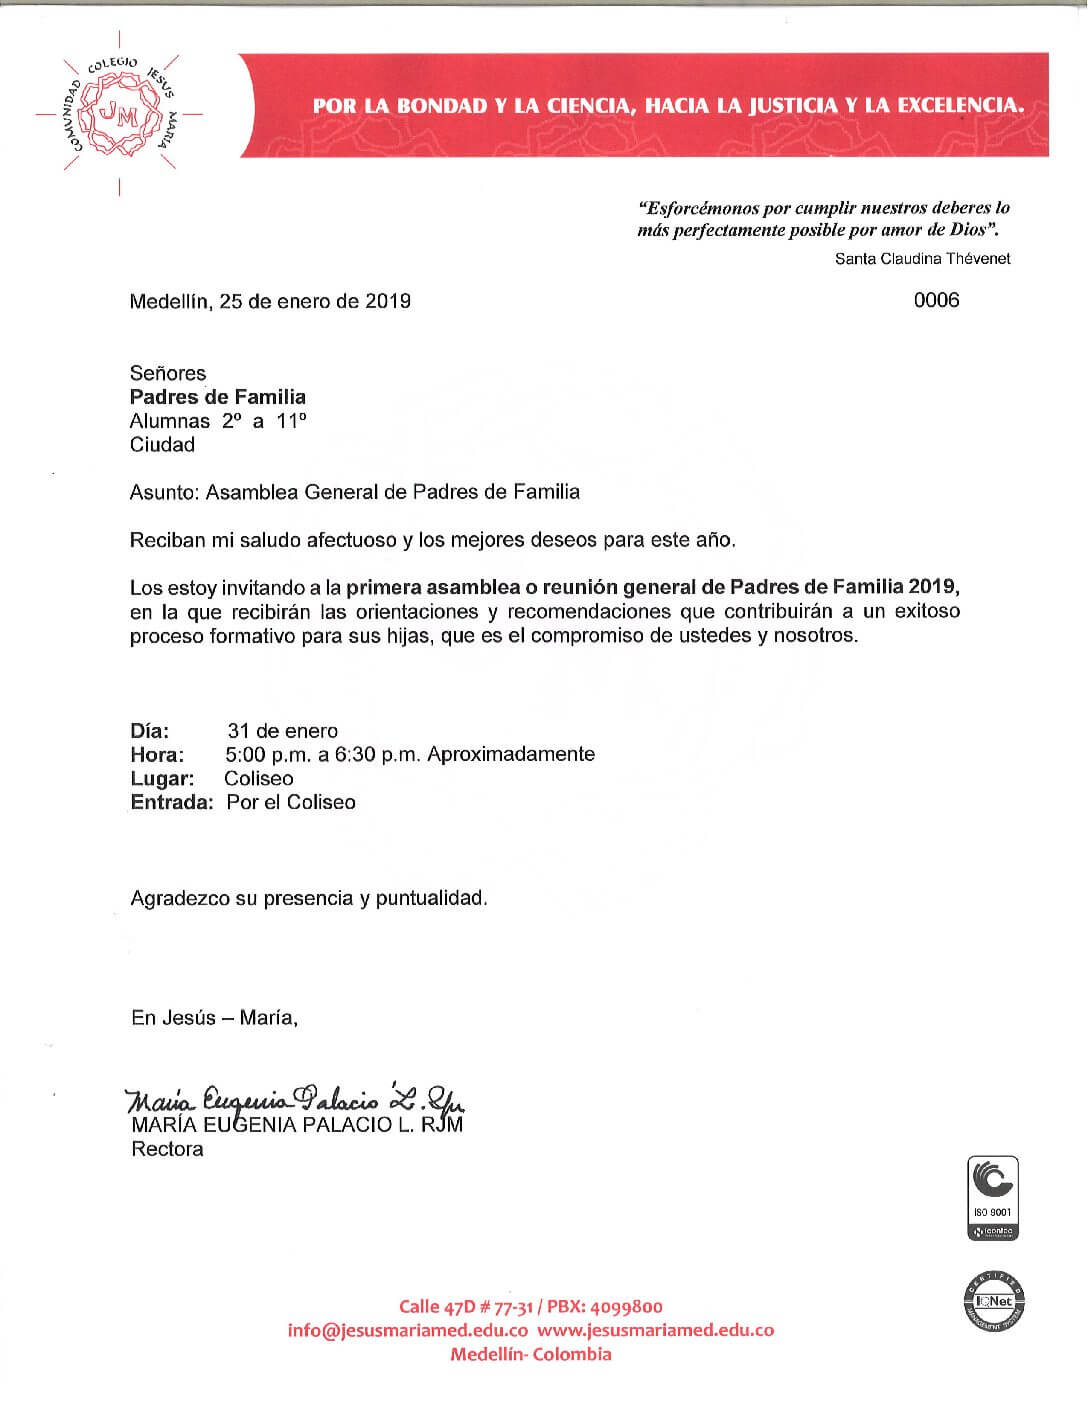 COMUNIDAD COLEGIO JESUS MARIA
JM
POR LA BONDAD Y LA CIENCIA, HACIA LA JUSTICIA Y LA EXCELENCIA.
“Esforcémonos por cumplir nuestros deberes lo
más perfectamente posible por amor de Dios”.
Santa Claudina Thévenet
Medellín, 25 de enero de 2019 0006
Señores
Padres de Familia
Alumnas 2º a 11º
Ciudad
Asunto: Asamblea General de Padres de Familia
Reciban mi saludo afectuoso y los mejores deseos para este año.
Los estoy invitando a la primera asamblea o reunión general de Padres de Familia 2019,
en la que recibirán las orientaciones y recomendaciones que contribuirán a un exitoso
proceso formativo para sus hijas, que es el compromiso de ustedes y nosotros.
Día: 31 de enero
Hora: 5:00 p.m. a 6:30 p.m. Aproximadamente
Lugar: Coliseo
Entrada: Por el Coliseo
Agradezco su presencia y puntualidad.
En Jesús – María,
María Eugenia Palacio L. Rjm
MARÍA EUGENIA PALACIO L. RJM
Rectora
ISO 9001
icontec
CERTIFIED
IQNet
MANAGEMENT SYSTEM
Calle 47D # 77-31 / PBX: 4099800
info@jesusmariamed.edu.co www.jesusmariamed.edu.co
Medellín- Colombia